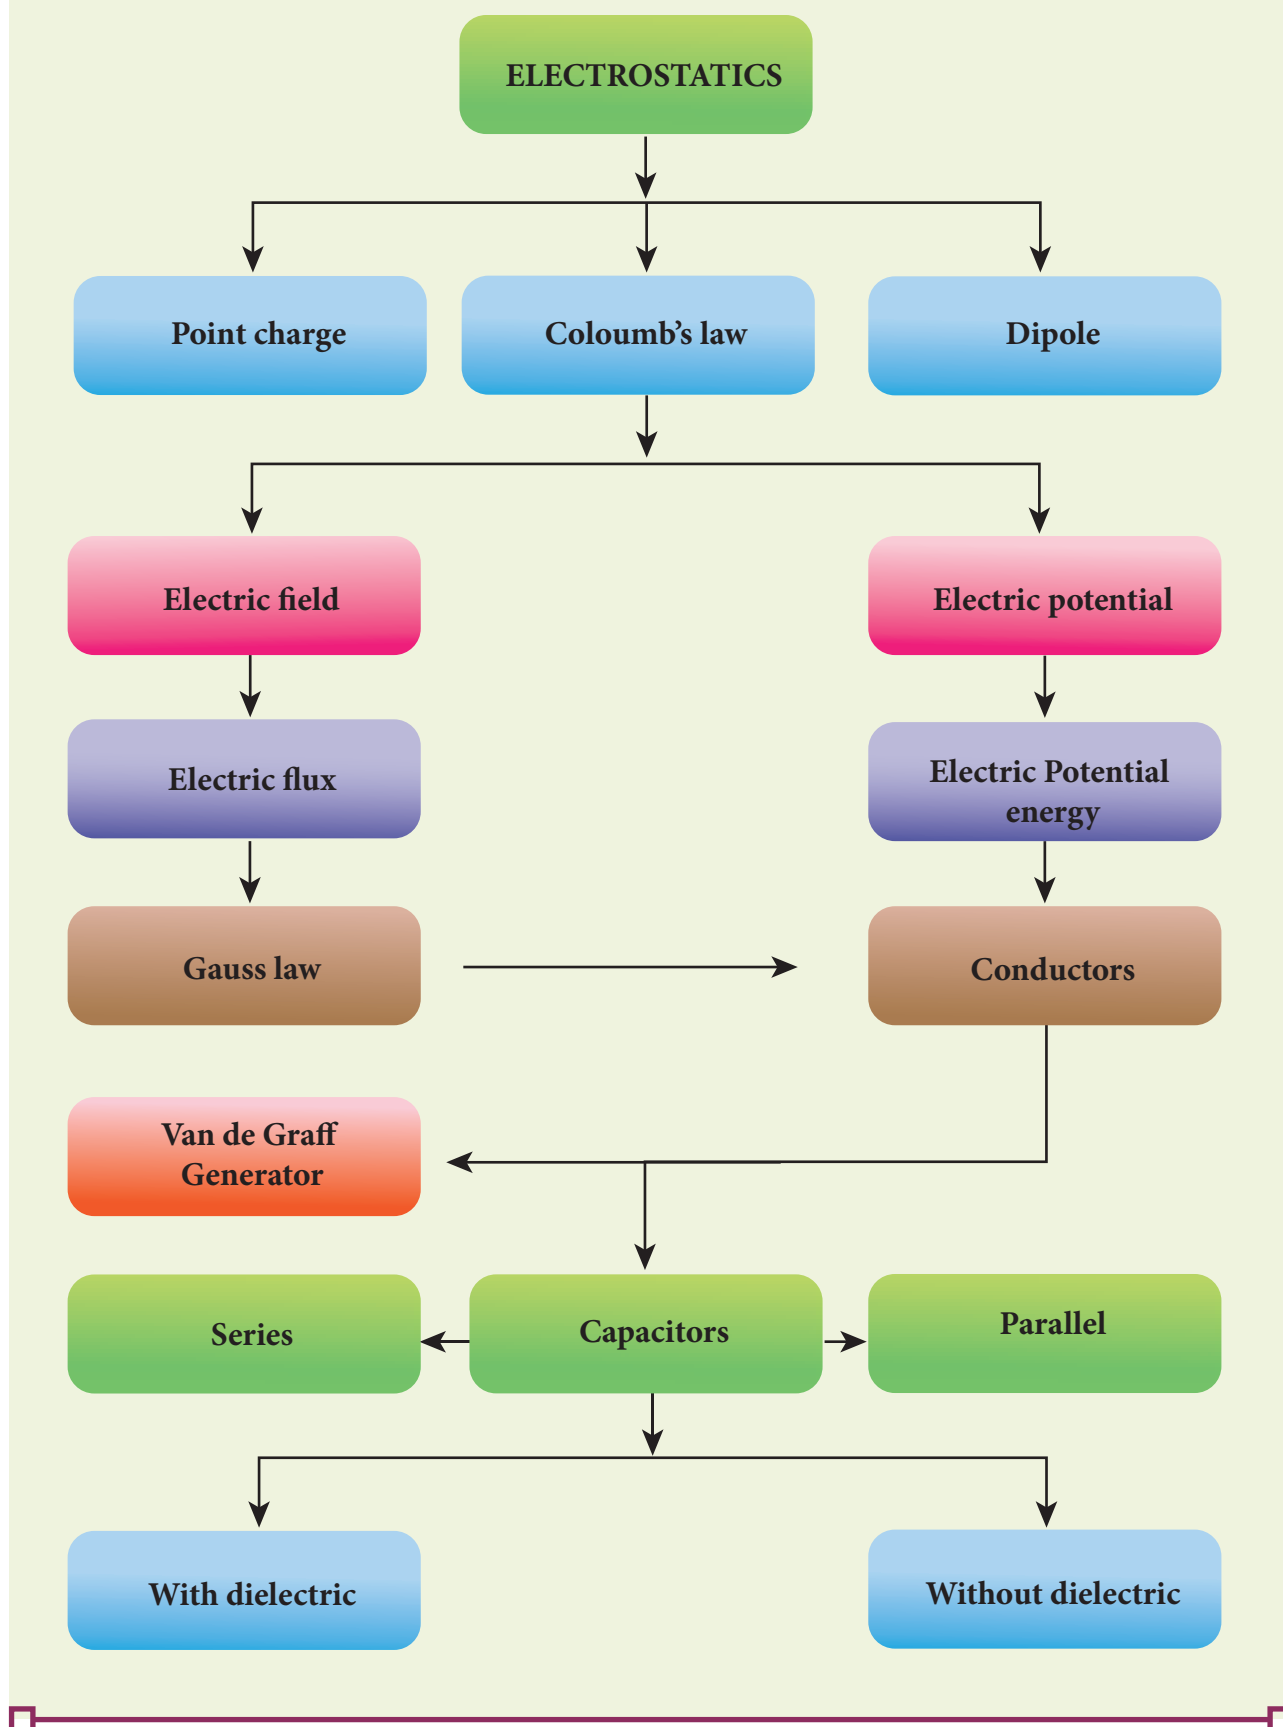 ELECTROSTATICS
Point charge
Coloumb's law
Dipole
Electric field
Electric potential
Electric flux
Electric Potential
energy
Gauss law
Conductors
Van de Graff
Generator
Series
Capacitors
Parallel
With dielectric
Without dielectric